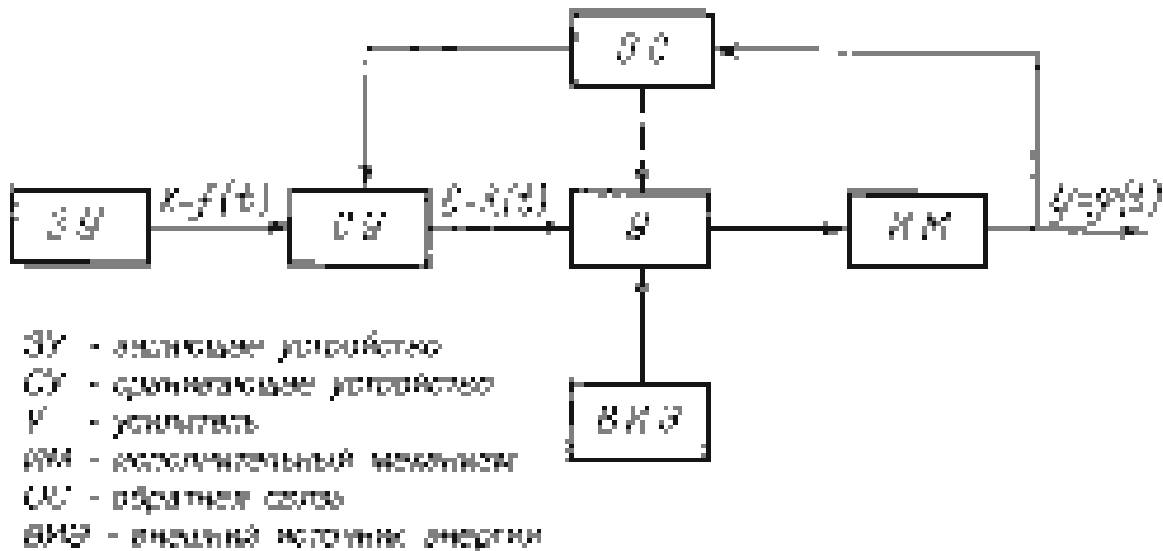 ОС
ЗУ
x=f(t)
СУ
ε=λ(t)
У
ИМ
y=φ(t)
ВИЭ
ЗУ - задающее устройство
СУ - сравнивающее устройство
У - усилитель
ИМ - исполнительный механизм
ОС - обратная связь
ВИЭ - внешний источник энергии